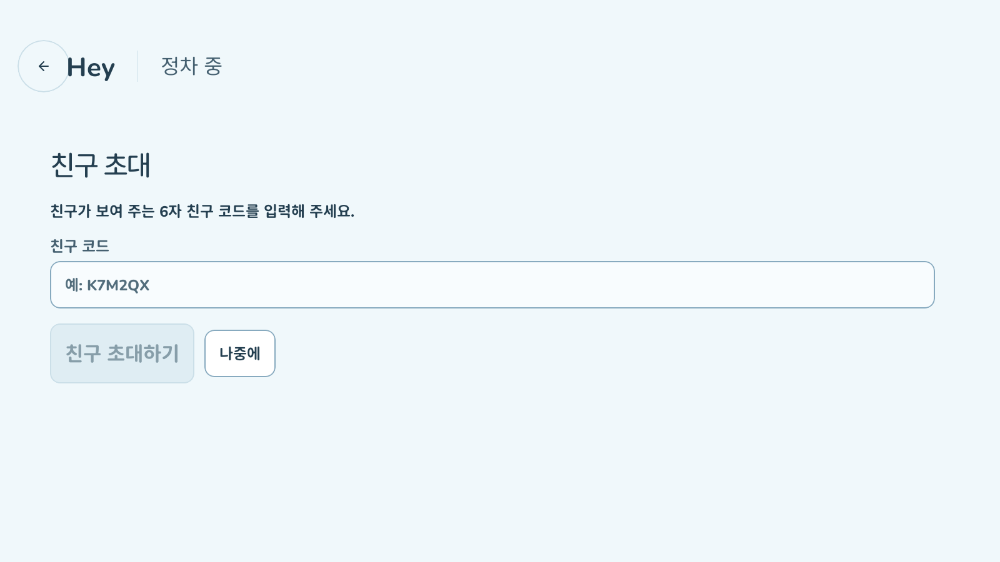 Hey
정차 중
친구 초대
친구가 보여 주는 6자 친구 코드를 입력해 주세요.
친구 코드
예: K7M2QX
친구 초대하기
나중에